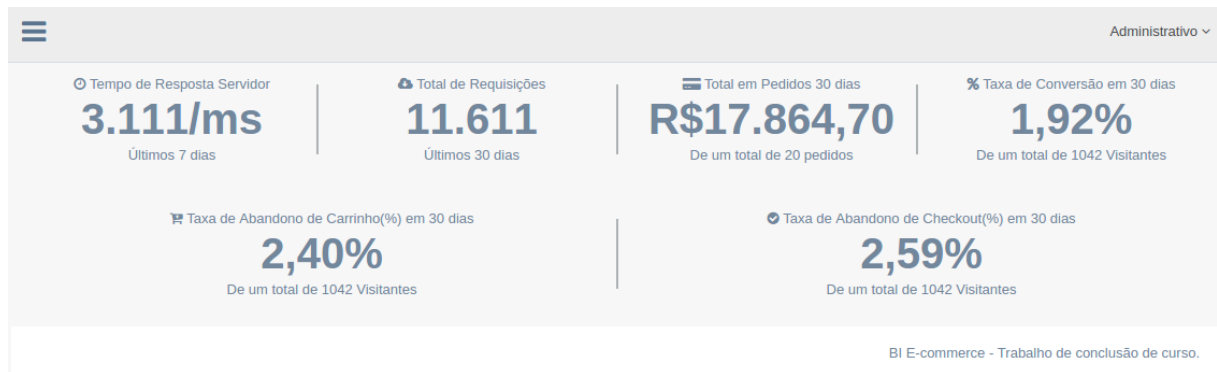 Administrativo
Tempo de Resposta Servidor
3.111/ms
Últimos 7 dias
Total de Requisições
11.611
Últimos 30 dias
Total em Pedidos 30 dias
R$17.864,70
De um total de 20 pedidos
Taxa de Conversão em 30 dias
1,92%
De um total de 1042 Visitantes
Taxa de Abandono de Carrinho(%) em 30 dias
2,40%
De um total de 1042 Visitantes
Taxa de Abandono de Checkout(%) em 30 dias
2,59%
De um total de 1042 Visitantes
BI E-commerce - Trabalho de conclusão de curso.